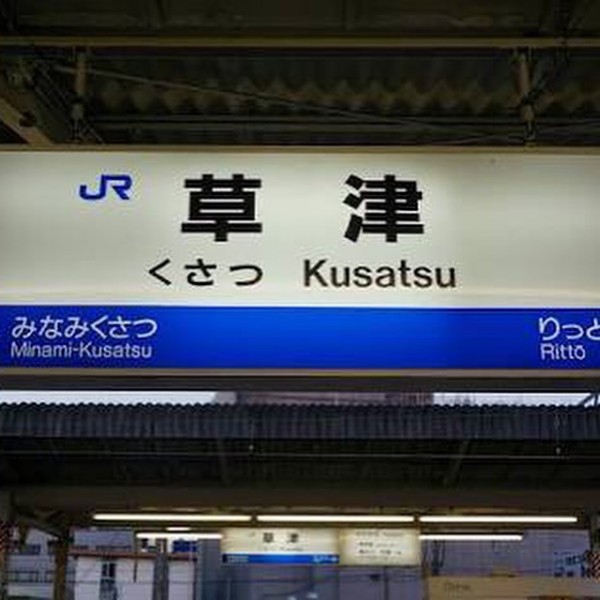 JR 草津
くさつ Kusatsu
みなみくさつ りっと
Minami-Kusatsu Rittō
草津